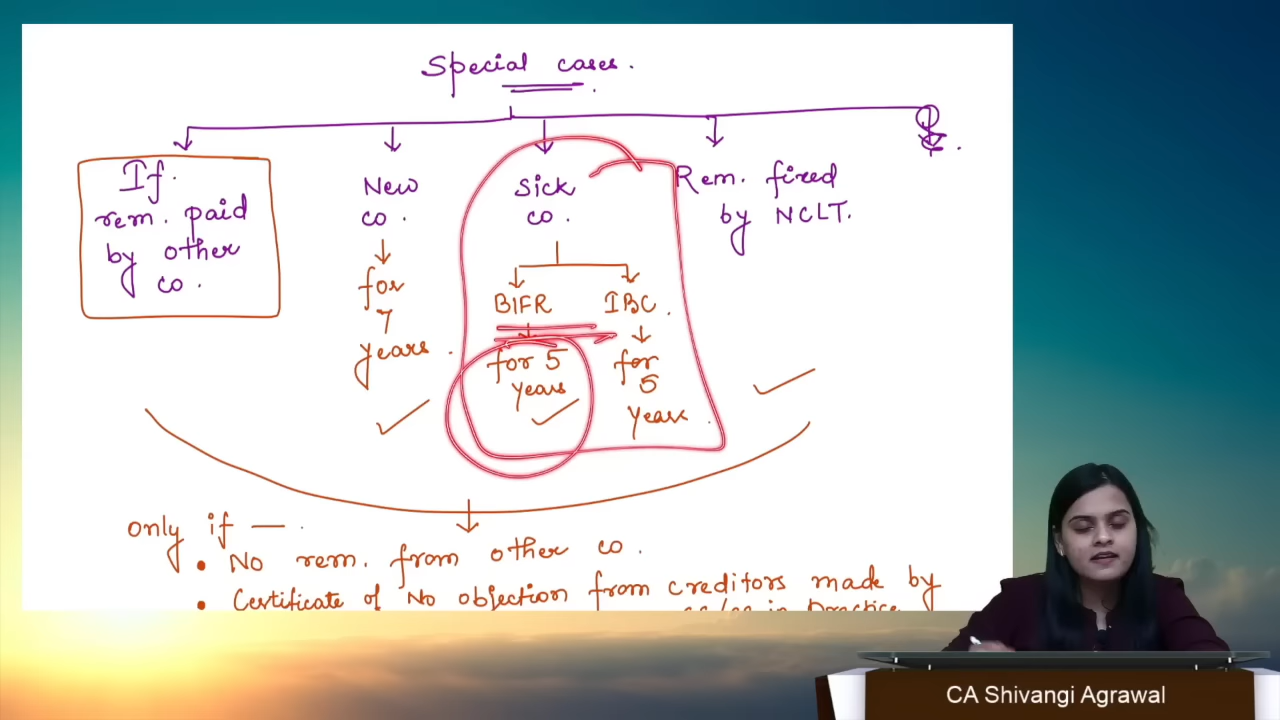 Special cases.
If
rem. paid
by other
co.
New
co.
for
7
years.
Sick
co.
BIFR
for 5
years
IBC.
for
5
years.
Rem. fixed
by NCLT.
only if —.
• No rem. from other co.
• Certificate of No objection from creditors made by
in Practice
CA Shivangi Agrawal